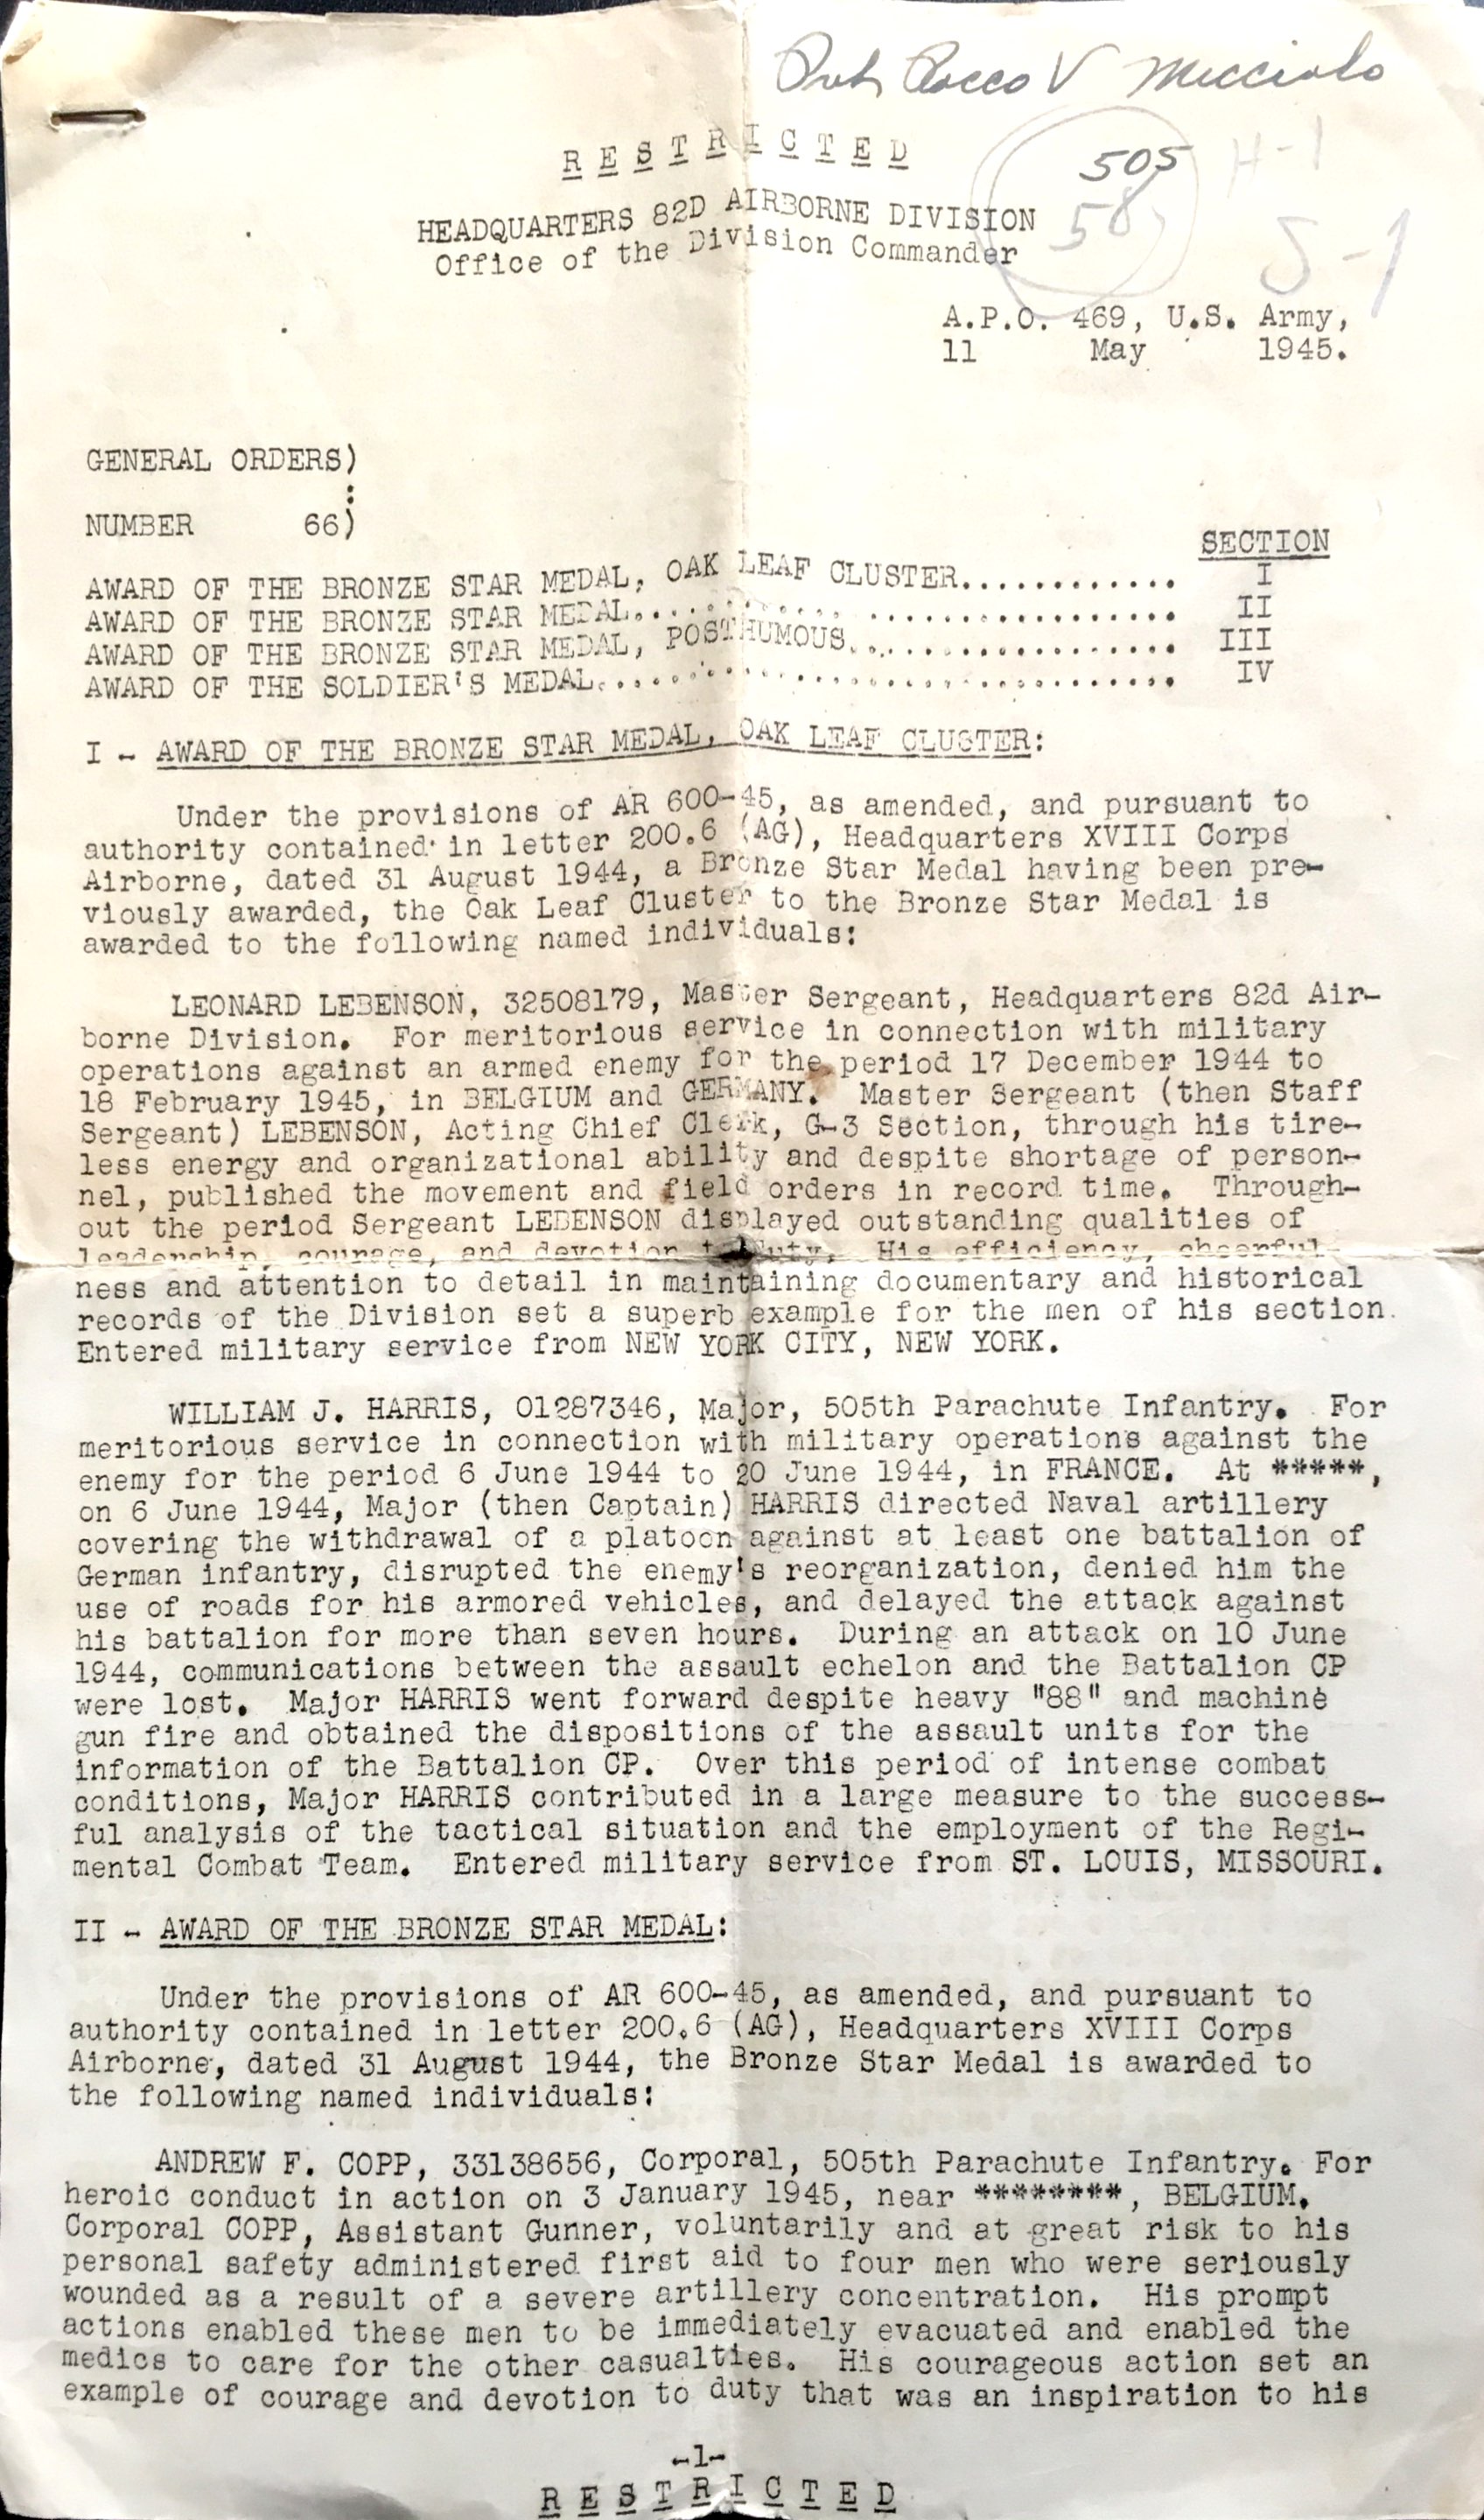 Pvt Rocco V Micciolo
RESTRICTED
505
H-1
HEADQUARTERS 82D AIRBORNE DIVISION
Office of the Division Commander
J-1
A.P.O. 469, U.S. Army,
11 May 1945.
GENERAL ORDERS)
:
NUMBER 66)
SECTION
AWARD OF THE BRONZE STAR MEDAL, OAK LEAF CLUSTER............ I
AWARD OF THE BRONZE STAR MEDAL.............................. II
AWARD OF THE BRONZE STAR MEDAL, POSTHUMOUS.................. III
AWARD OF THE SOLDIER'S MEDAL................................ IV
I - AWARD OF THE BRONZE STAR MEDAL, OAK LEAF CLUSTER:
Under the provisions of AR 600-45, as amended, and pursuant to
authority contained in letter 200.6 (AG), Headquarters XVIII Corps
Airborne, dated 31 August 1944, a Bronze Star Medal having been pre-
viously awarded, the Oak Leaf Cluster to the Bronze Star Medal is
awarded to the following named individuals:
LEONARD LEBENSON, 32508179, Master Sergeant, Headquarters 82d Air-
borne Division. For meritorious service in connection with military
operations against an armed enemy for the period 17 December 1944 to
18 February 1945, in BELGIUM and GERMANY. Master Sergeant (then Staff
Sergeant) LEBENSON, Acting Chief Clerk, G-3 Section, through his tire-
less energy and organizational ability and despite shortage of person-
nel, published the movement and field orders in record time. Through-
out the period Sergeant LEBENSON displayed outstanding qualities of
leadership, courage, and devotion to duty. His efficiency, cheerful-
ness and attention to detail in maintaining documentary and historical
records of the Division set a superb example for the men of his section.
Entered military service from NEW YORK CITY, NEW YORK.
WILLIAM J. HARRIS, 01287346, Major, 505th Parachute Infantry. For
meritorious service in connection with military operations against the
enemy for the period 6 June 1944 to 20 June 1944, in FRANCE. At *****,
on 6 June 1944, Major (then Captain) HARRIS directed Naval artillery
covering the withdrawal of a platoon against at least one battalion of
German infantry, disrupted the enemy's reorganization, denied him the
use of roads for his armored vehicles, and delayed the attack against
his battalion for more than seven hours. During an attack on 10 June
1944, communications between the assault echelon and the Battalion CP
were lost. Major HARRIS went forward despite heavy "88" and machine
gun fire and obtained the dispositions of the assault units for the
information of the Battalion CP. Over this period of intense combat
conditions, Major HARRIS contributed in a large measure to the success-
ful analysis of the tactical situation and the employment of the Regi-
mental Combat Team. Entered military service from ST. LOUIS, MISSOURI.
II - AWARD OF THE BRONZE STAR MEDAL:
Under the provisions of AR 600-45, as amended, and pursuant to
authority contained in letter 200.6 (AG), Headquarters XVIII Corps
Airborne, dated 31 August 1944, the Bronze Star Medal is awarded to
the following named individuals:
ANDREW F. COPP, 33138656, Corporal, 505th Parachute Infantry. For
heroic conduct in action on 3 January 1945, near ********, BELGIUM.
Corporal COPP, Assistant Gunner, voluntarily and at great risk to his
personal safety administered first aid to four men who were seriously
wounded as a result of a severe artillery concentration. His prompt
actions enabled these men to be immediately evacuated and enabled the
medics to care for the other casualties. His courageous action set an
example of courage and devotion to duty that was an inspiration to his
-1-
RESTRICTED